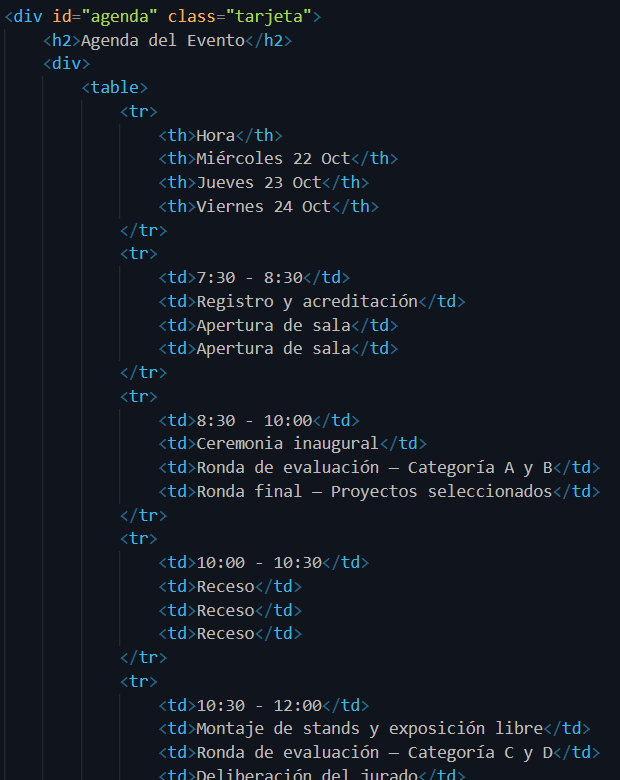 <div id="agenda" class="tarjeta">
<h2>Agenda del Evento</h2>
<div>
<table>
<tr>
<th>Hora</th>
<th>Miércoles 22 Oct</th>
<th>Jueves 23 Oct</th>
<th>Viernes 24 Oct</th>
</tr>
<tr>
<td>7:30 - 8:30</td>
<td>Registro y acreditación</td>
<td>Apertura de sala</td>
<td>Apertura de sala</td>
</tr>
<tr>
<td>8:30 - 10:00</td>
<td>Ceremonia inaugural</td>
<td>Ronda de evaluación – Categoría A y B</td>
<td>Ronda final – Proyectos seleccionados</td>
</tr>
<tr>
<td>10:00 - 10:30</td>
<td>Receso</td>
<td>Receso</td>
<td>Receso</td>
</tr>
<tr>
<td>10:30 - 12:00</td>
<td>Montaje de stands y exposición libre</td>
<td>Ronda de evaluación – Categoría C y D</td>
<td>Deliberación del jurado</td>